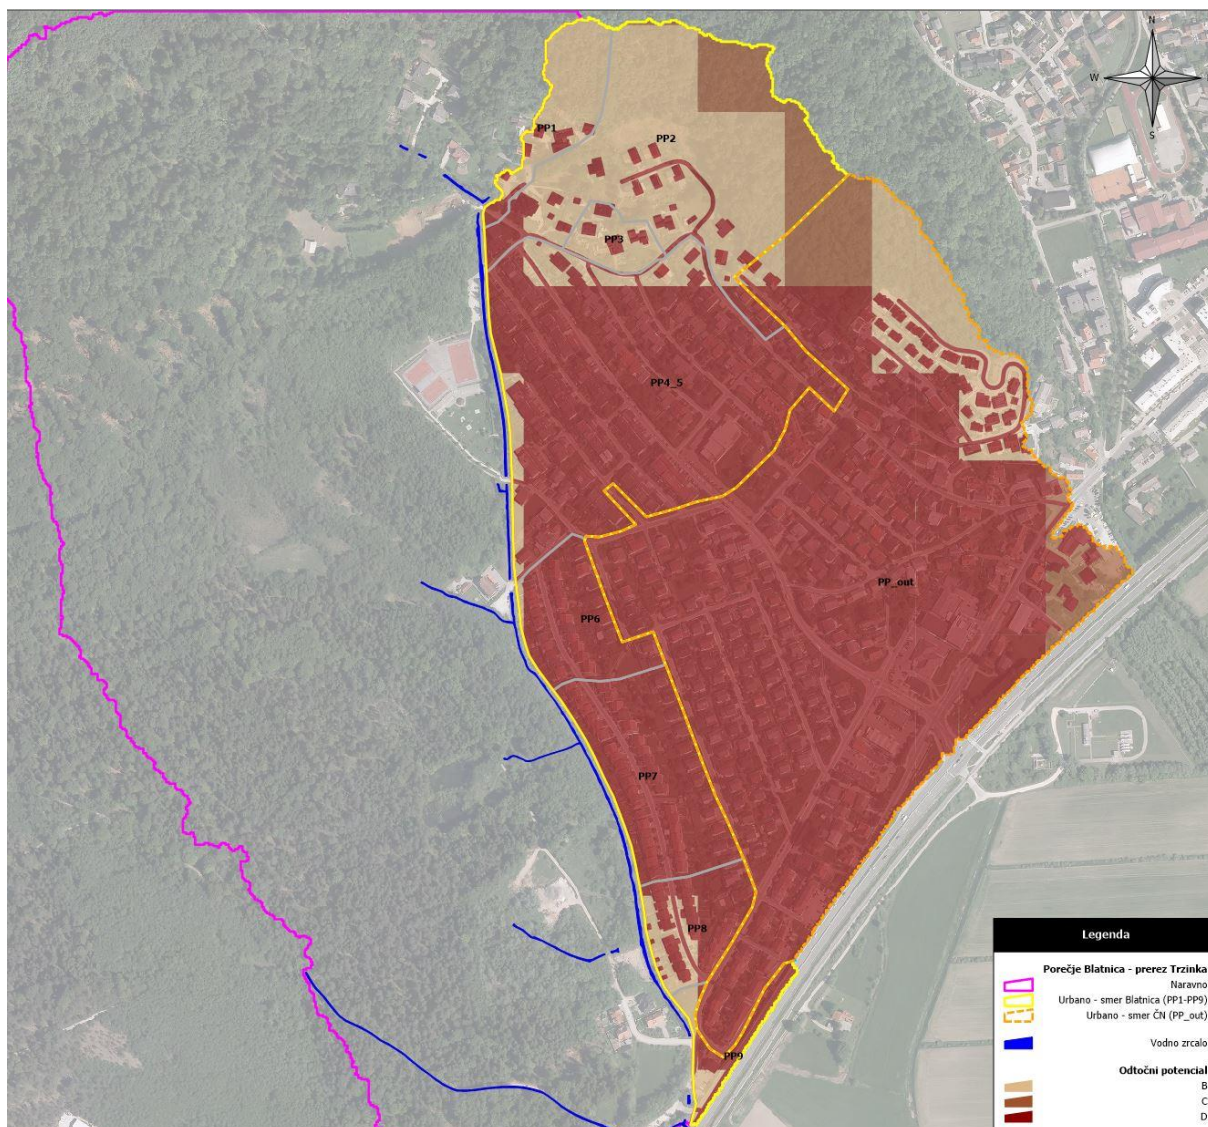 N
W
S
PP1
PP2
PP3
PP4_5
PP_out
PP6
PP7
PP8
PP9
Legenda
Porečje Blatnica - prerez Trzinka
Naravno
Urbano - smer Blatnica (PP1-PP9)
Urbano - smer ČN (PP_out)
Vodno zrcalo
Odtočni potencial
B
C
D